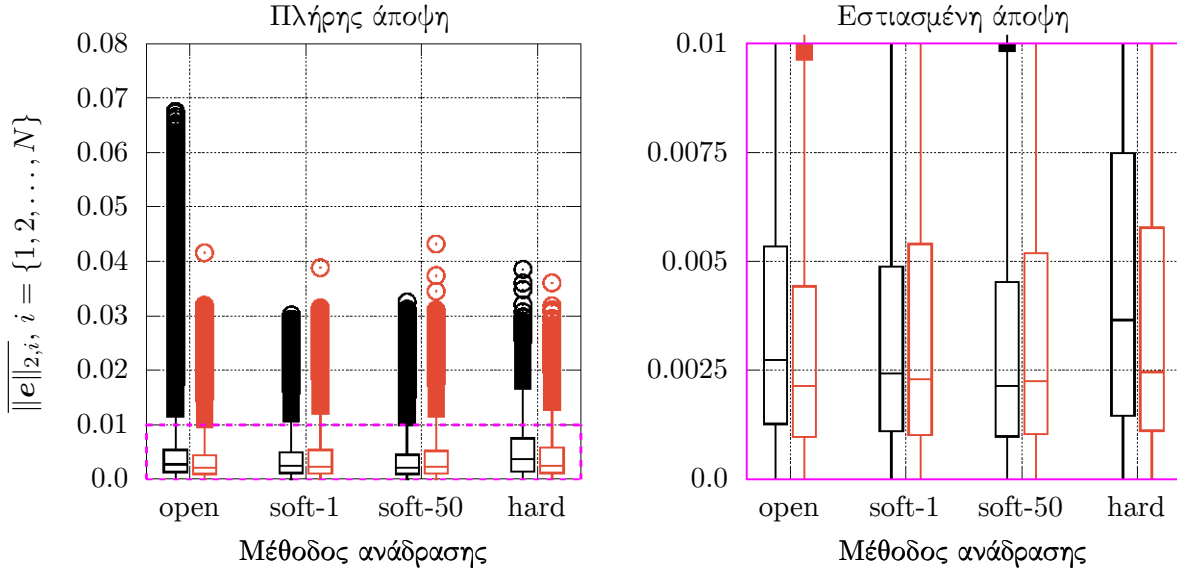 Πλήρης άποψη
0.08
0.07
0.06
0.05
0.04
0.03
0.02
0.01
0.0
‖e‖₂,ᵢ, i = {1, 2, . . . , N}
open
soft-1
soft-50
hard
Μέθοδος ανάδρασης
Εστιασμένη άποψη
0.01
0.0075
0.005
0.0025
0.0
open
soft-1
soft-50
hard
Μέθοδος ανάδρασης